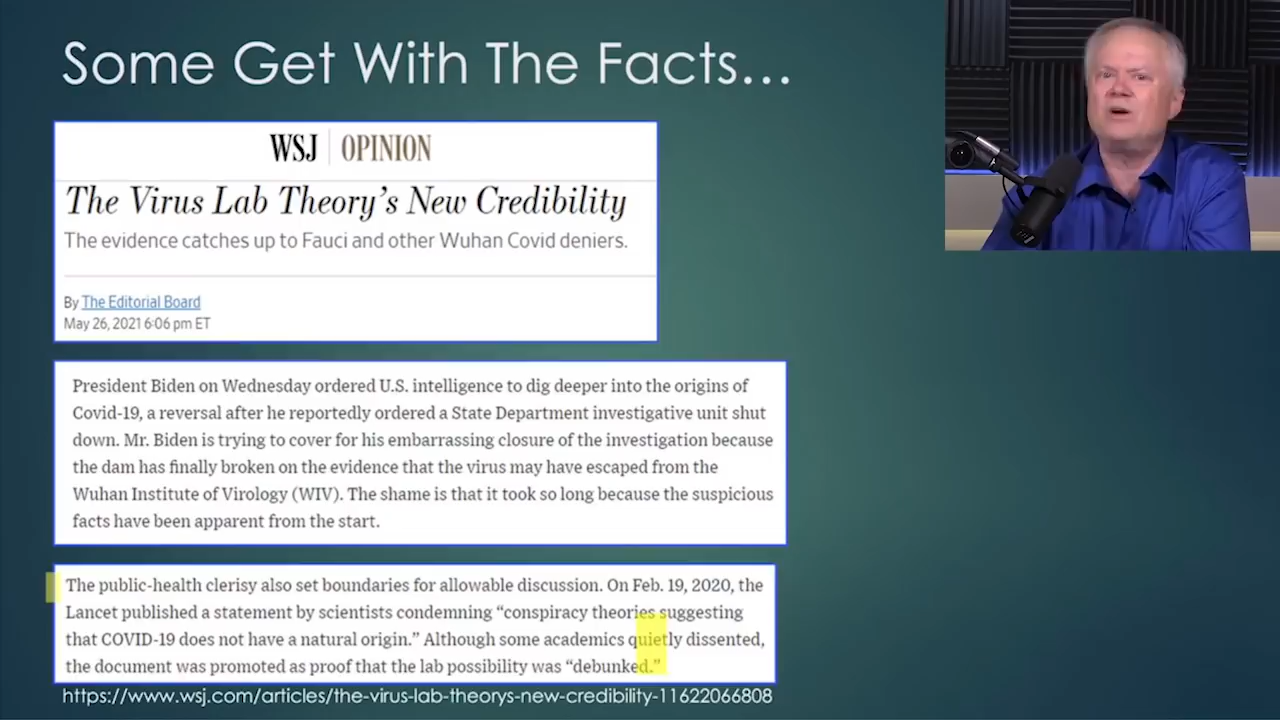 Some Get With The Facts...
WSJ | OPINION
The Virus Lab Theory's New Credibility
The evidence catches up to Fauci and other Wuhan Covid deniers.
By The Editorial Board
May 26, 2021 6:06 pm ET
President Biden on Wednesday ordered U.S. intelligence to dig deeper into the origins of
Covid-19, a reversal after he reportedly ordered a State Department investigative unit shut
down. Mr. Biden is trying to cover for his embarrassing closure of the investigation because
the dam has finally broken on the evidence that the virus may have escaped from the
Wuhan Institute of Virology (WIV). The shame is that it took so long because the suspicious
facts have been apparent from the start.
The public-health clerisy also set boundaries for allowable discussion. On Feb. 19, 2020, the
Lancet published a statement by scientists condemning “conspiracy theories suggesting
that COVID-19 does not have a natural origin.” Although some academics quietly dissented,
the document was promoted as proof that the lab possibility was “debunked.”
https://www.wsj.com/articles/the-virus-lab-theorys-new-credibility-11622066808